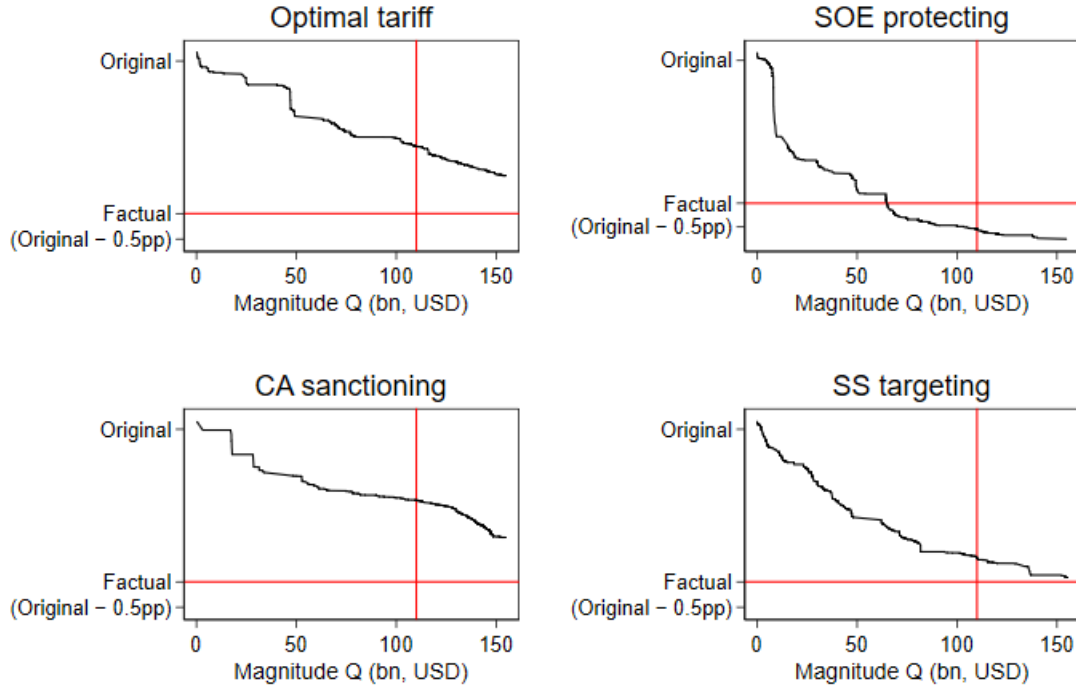 Optimal tariff
Original
Factual
(Original − 0.5pp)
0 50 100 150
Magnitude Q (bn, USD)
SOE protecting
Original
Factual
(Original − 0.5pp)
0 50 100 150
Magnitude Q (bn, USD)
CA sanctioning
Original
Factual
(Original − 0.5pp)
0 50 100 150
Magnitude Q (bn, USD)
SS targeting
Original
Factual
(Original − 0.5pp)
0 50 100 150
Magnitude Q (bn, USD)